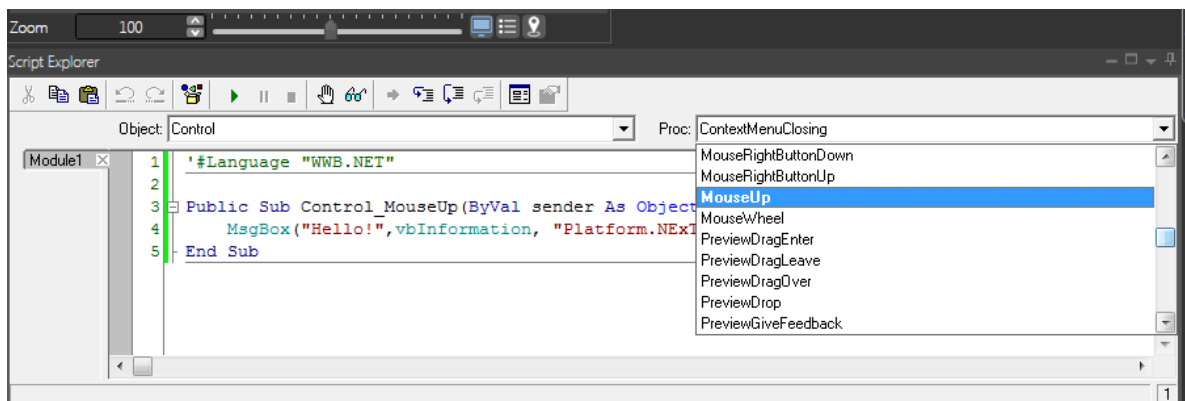 Zoom 100
Script Explorer
Object: Control Proc: ContextMenuClosing
Module1
1 '#Language "WWB.NET"
2
3 Public Sub Control_MouseUp(ByVal sender As Object
4 MsgBox("Hello!",vbInformation, "Platform.NExT
5 End Sub
MouseRightButtonDown
MouseRightButtonUp
MouseUp
MouseWheel
PreviewDragEnter
PreviewDragLeave
PreviewDragOver
PreviewDrop
PreviewGiveFeedback
1